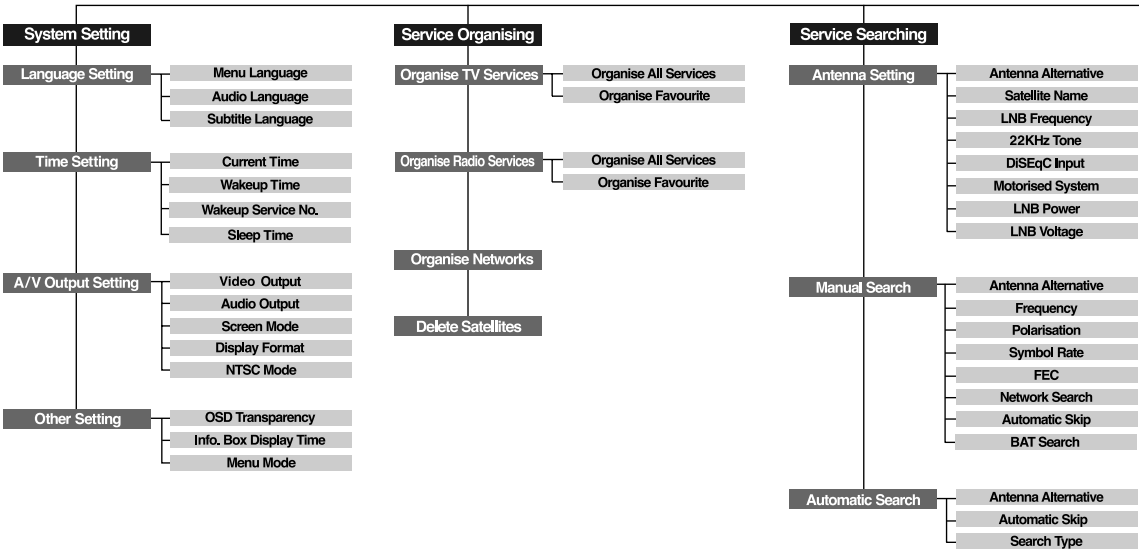 System Setting
Language Setting
Menu Language
Audio Language
Subtitle Language
Time Setting
Current Time
Wakeup Time
Wakeup Service No.
Sleep Time
A/V Output Setting
Video Output
Audio Output
Screen Mode
Display Format
NTSC Mode
Other Setting
OSD Transparency
Info. Box Display Time
Menu Mode
Service Organising
Organise TV Services
Organise All Services
Organise Favourite
Organise Radio Services
Organise All Services
Organise Favourite
Organise Networks
Delete Satellites
Service Searching
Antenna Setting
Antenna Alternative
Satellite Name
LNB Frequency
22KHz Tone
DiSEqC Input
Motorised System
LNB Power
LNB Voltage
Manual Search
Antenna Alternative
Frequency
Polarisation
Symbol Rate
FEC
Network Search
Automatic Skip
BAT Search
Automatic Search
Antenna Alternative
Automatic Skip
Search Type